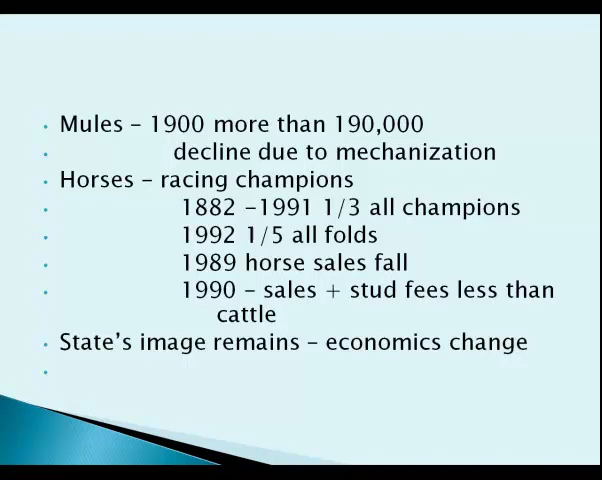 Mules – 1900 more than 190,000
decline due to mechanization
Horses – racing champions
1882 –1991 1/3 all champions
1992 1/5 all folds
1989 horse sales fall
1990 – sales + stud fees less than
cattle
State's image remains – economics change